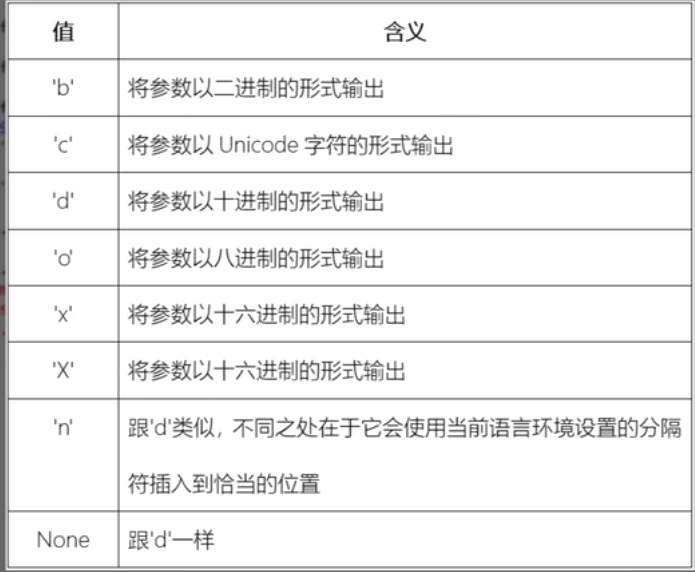 值 含义
'b' 将参数以二进制的形式输出
'c' 将参数以 Unicode 字符的形式输出
'd' 将参数以十进制的形式输出
'o' 将参数以八进制的形式输出
'x' 将参数以十六进制的形式输出
'X' 将参数以十六进制的形式输出
'n' 跟'd'类似，不同之处在于它会使用当前语言环境设置的分隔
符插入到恰当的位置
None 跟'd'一样